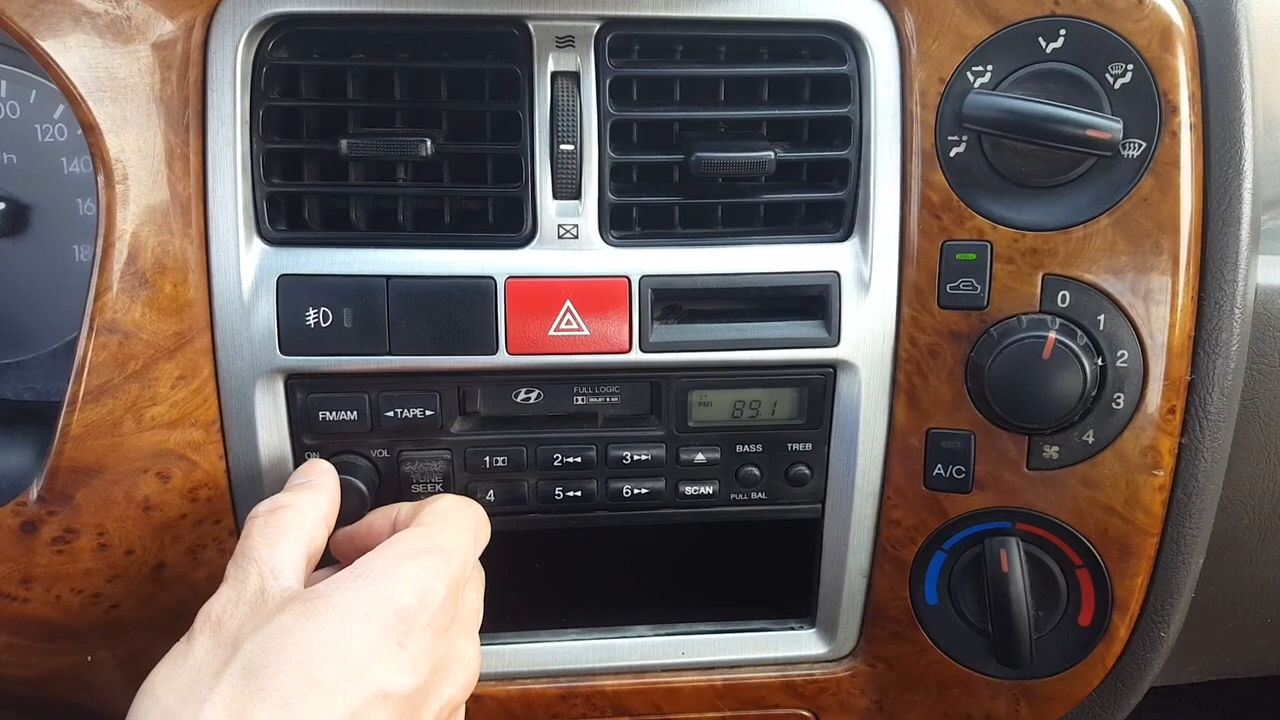 120
140
0
1
2
3
4
FULL LOGIC
DOLBY B NR
FM/AM
◄TAPE►
ST
FM1
89.1
ON
VOL
TUNE
SEEK
1
2
3
BASS
TREB
4
5
6
SCAN
PULL BAL
A/C